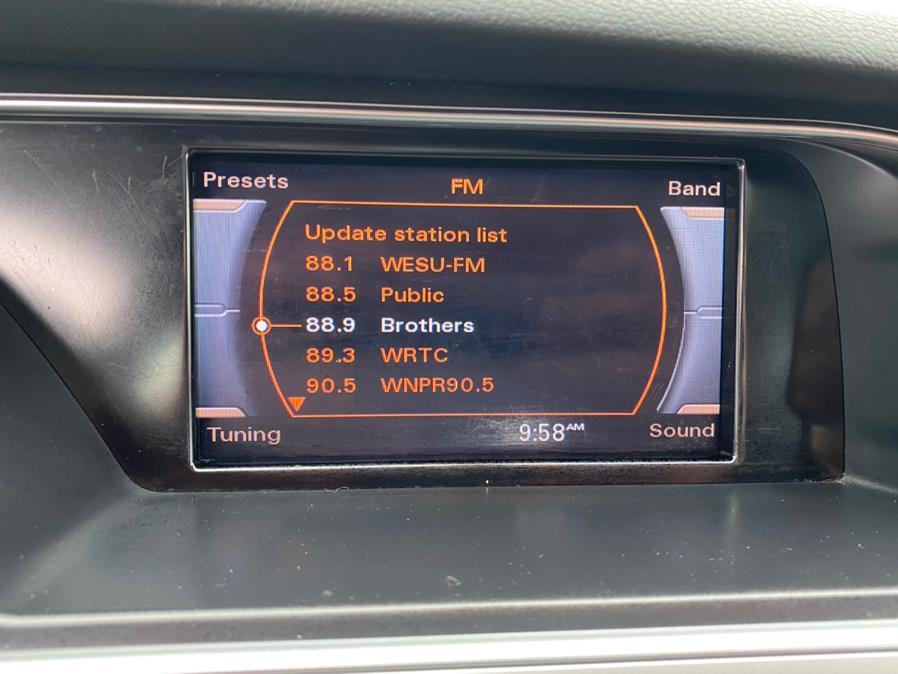 Presets FM Band
Update station list
88.1 WESU-FM
88.5 Public
88.9 Brothers
89.3 WRTC
90.5 WNPR90.5
Tuning 9:58AM Sound